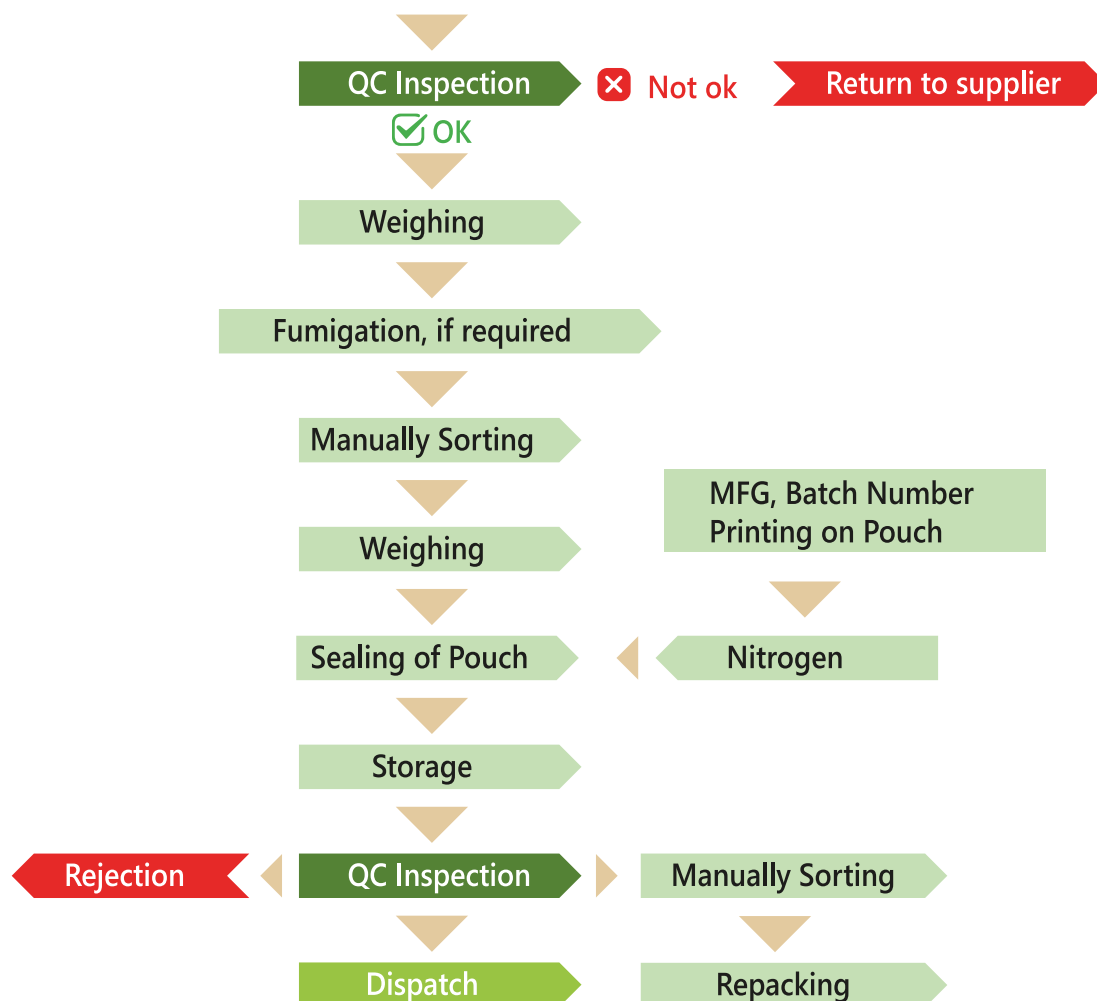 QC Inspection
Not ok
Return to supplier
OK
Weighing
Fumigation, if required
Manually Sorting
MFG, Batch Number
Printing on Pouch
Weighing
Sealing of Pouch
Nitrogen
Storage
Rejection
QC Inspection
Manually Sorting
Dispatch
Repacking